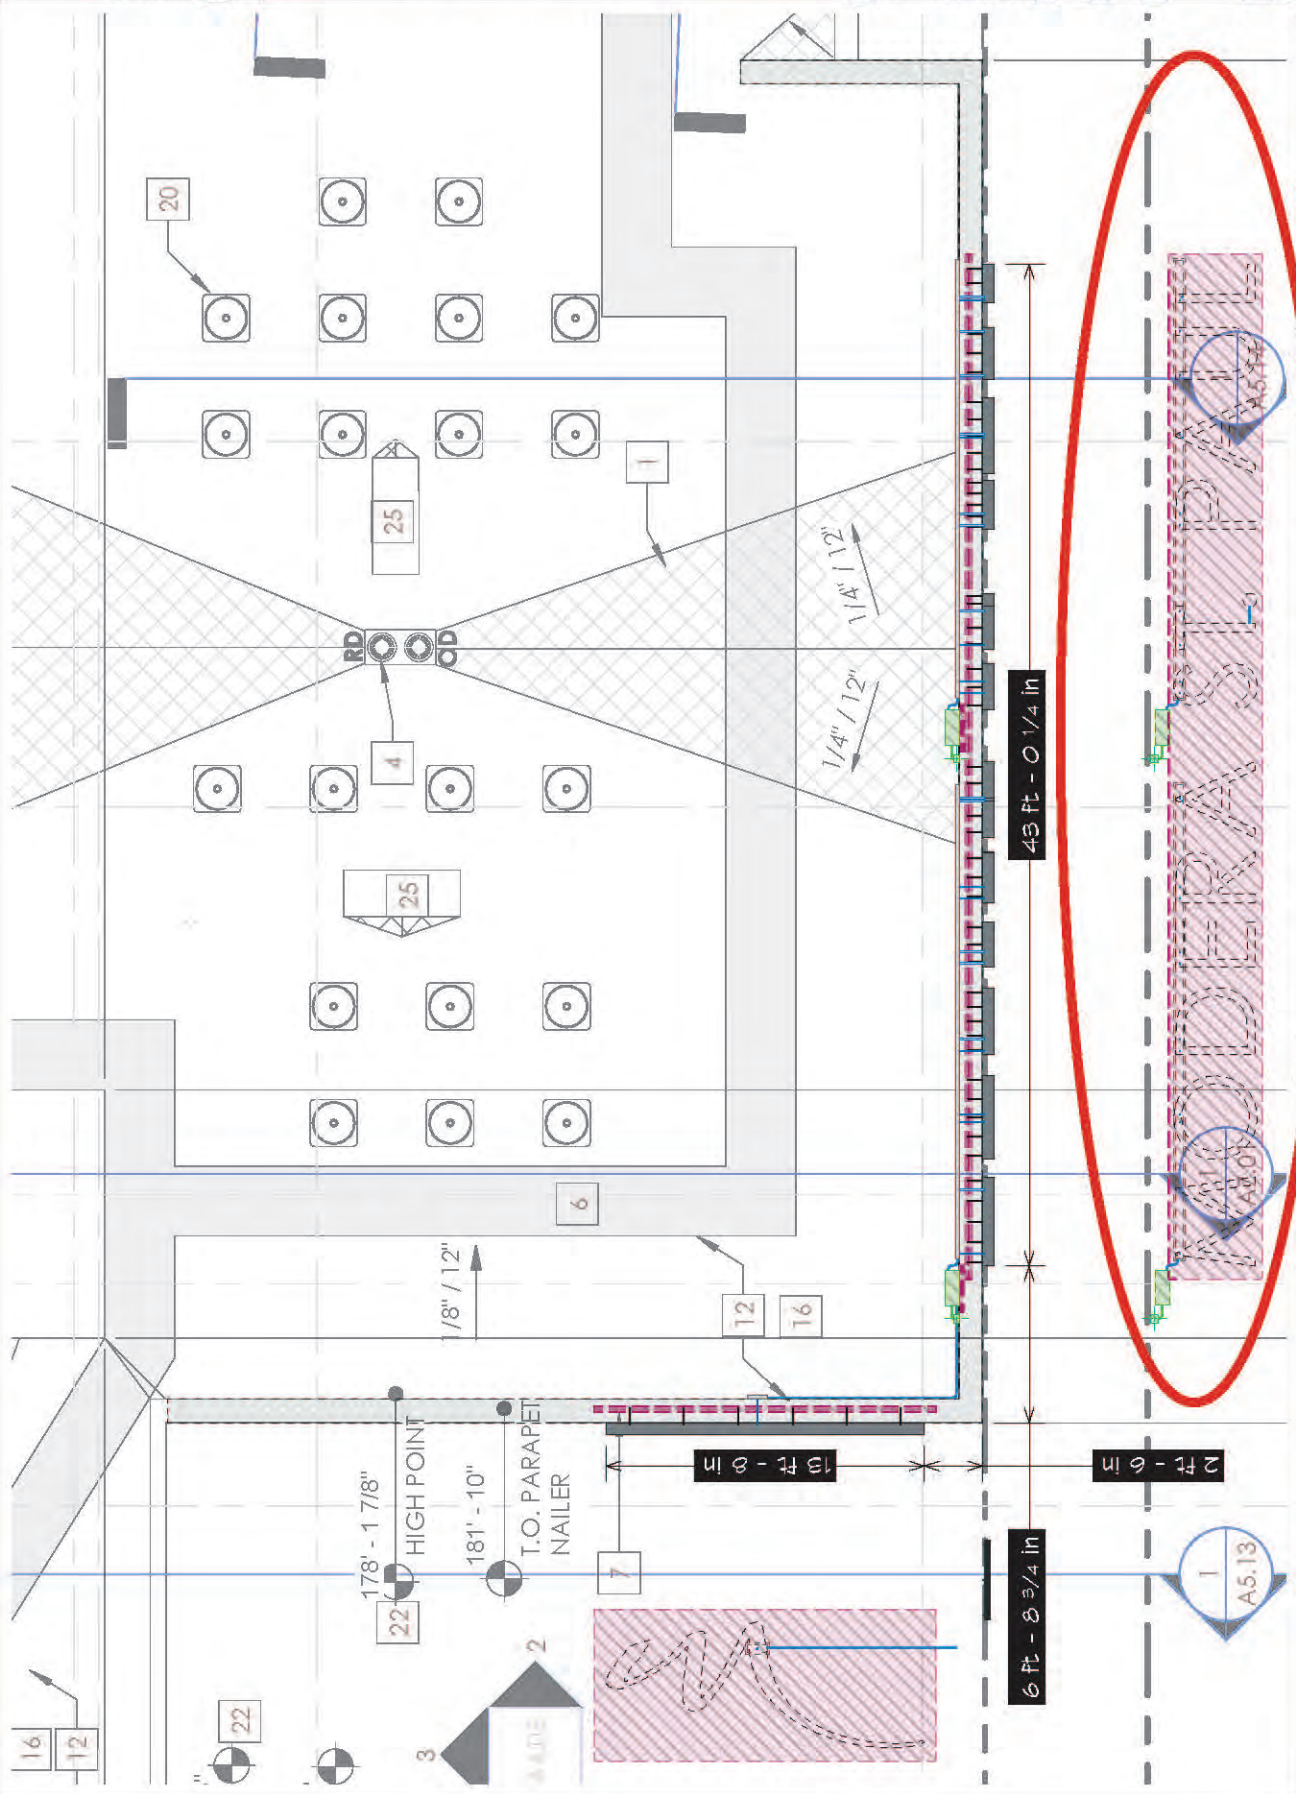 20
25
1
RD
OD
4
1/4" / 12"
1/4" / 12"
25
43 ft - 0 1/4 in
6
1/8" / 12"
12
16
178' - 1 7/8"
HIGH POINT
22
181' - 10"
T.O. PARAPET
NAILER
7
13 ft - 8 in
2 ft - 6 in
6 ft - 8 3/4 in
1
A5.13
2
3
22
16
12